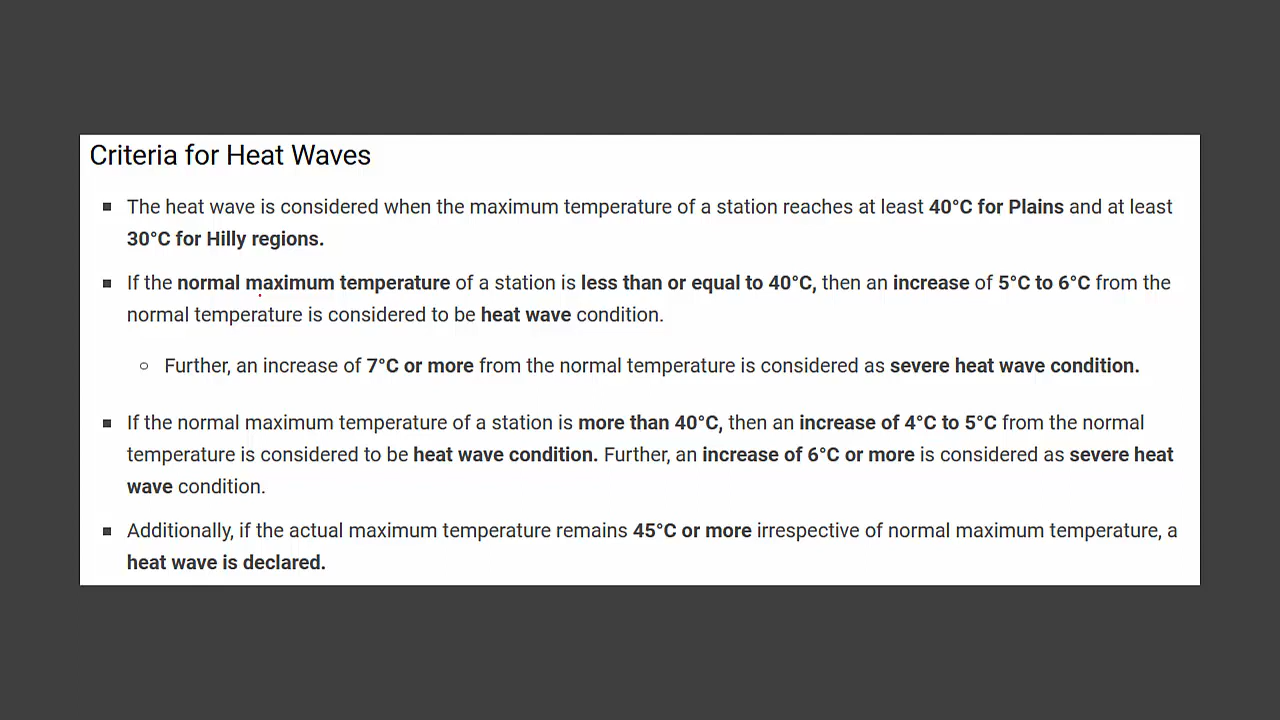 Criteria for Heat Waves
▪ The heat wave is considered when the maximum temperature of a station reaches at least 40°C for Plains and at least
30°C for Hilly regions.
▪ If the normal maximum temperature of a station is less than or equal to 40°C, then an increase of 5°C to 6°C from the
normal temperature is considered to be heat wave condition.
○ Further, an increase of 7°C or more from the normal temperature is considered as severe heat wave condition.
▪ If the normal maximum temperature of a station is more than 40°C, then an increase of 4°C to 5°C from the normal
temperature is considered to be heat wave condition. Further, an increase of 6°C or more is considered as severe heat
wave condition.
▪ Additionally, if the actual maximum temperature remains 45°C or more irrespective of normal maximum temperature, a
heat wave is declared.